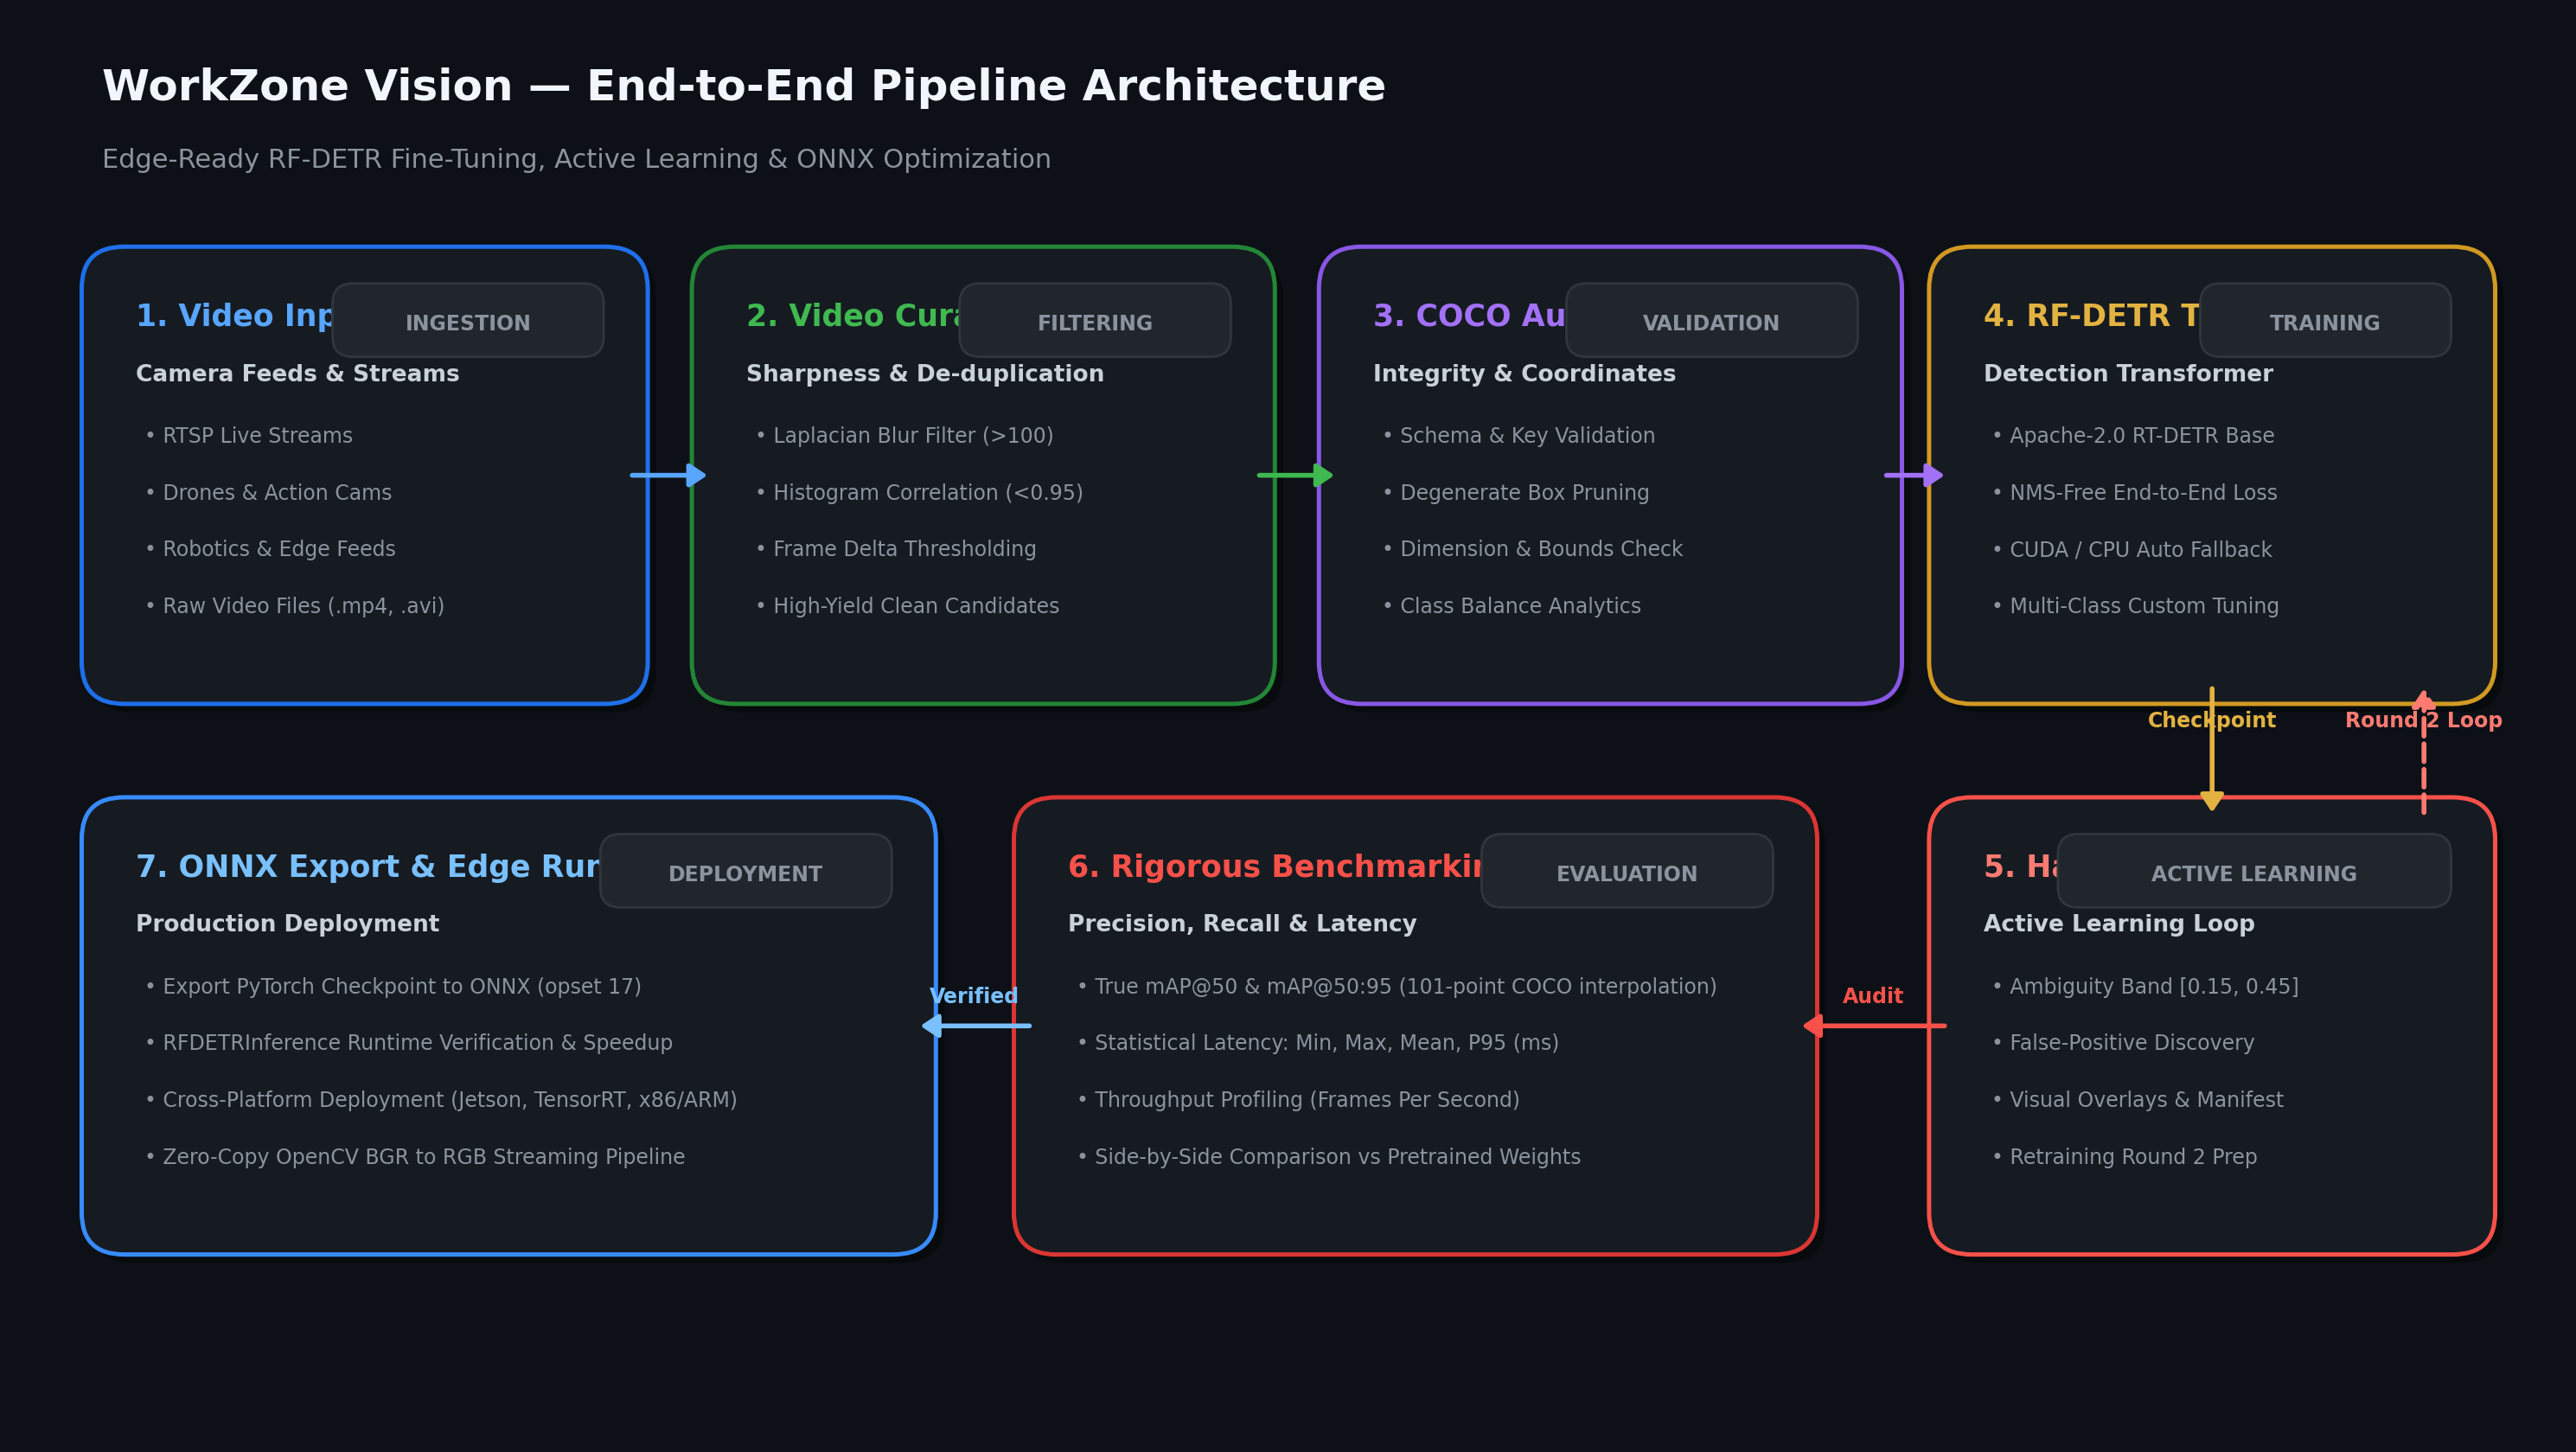 WorkZone Vision — End-to-End Pipeline Architecture
Edge-Ready RF-DETR Fine-Tuning, Active Learning & ONNX Optimization
1. Video Inp
INGESTION
Camera Feeds & Streams
• RTSP Live Streams
• Drones & Action Cams
• Robotics & Edge Feeds
• Raw Video Files (.mp4, .avi)
2. Video Cura
FILTERING
Sharpness & De-duplication
• Laplacian Blur Filter (>100)
• Histogram Correlation (<0.95)
• Frame Delta Thresholding
• High-Yield Clean Candidates
3. COCO Au
VALIDATION
Integrity & Coordinates
• Schema & Key Validation
• Degenerate Box Pruning
• Dimension & Bounds Check
• Class Balance Analytics
4. RF-DETR T
TRAINING
Detection Transformer
• Apache-2.0 RT-DETR Base
• NMS-Free End-to-End Loss
• CUDA / CPU Auto Fallback
• Multi-Class Custom Tuning
Checkpoint
Round 2 Loop
5. Ha
ACTIVE LEARNING
Active Learning Loop
• Ambiguity Band [0.15, 0.45]
• False-Positive Discovery
• Visual Overlays & Manifest
• Retraining Round 2 Prep
Audit
6. Rigorous Benchmarkin
EVALUATION
Precision, Recall & Latency
• True mAP@50 & mAP@50:95 (101-point COCO interpolation)
• Statistical Latency: Min, Max, Mean, P95 (ms)
• Throughput Profiling (Frames Per Second)
• Side-by-Side Comparison vs Pretrained Weights
Verified
7. ONNX Export & Edge Run
DEPLOYMENT
Production Deployment
• Export PyTorch Checkpoint to ONNX (opset 17)
• RFDETRInference Runtime Verification & Speedup
• Cross-Platform Deployment (Jetson, TensorRT, x86/ARM)
• Zero-Copy OpenCV BGR to RGB Streaming Pipeline